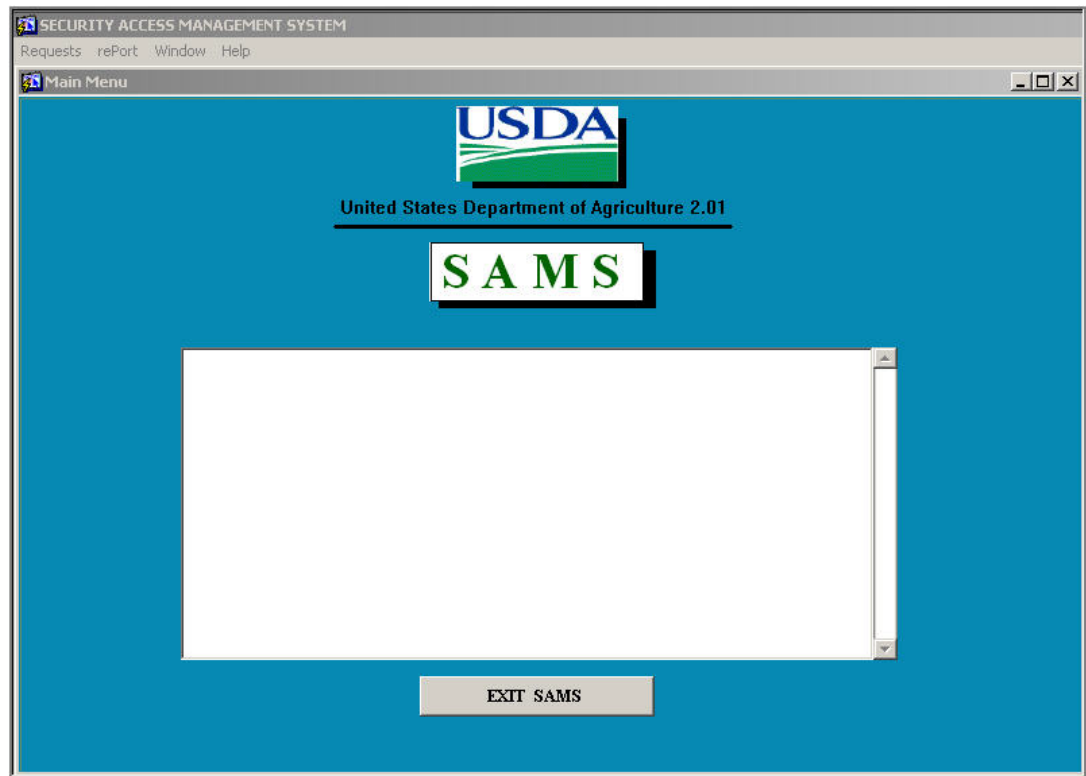 SECURITY ACCESS MANAGEMENT SYSTEM
Requests rePort Window Help
Main Menu
USDA
United States Department of Agriculture 2.01
S A M S
EXIT SAMS